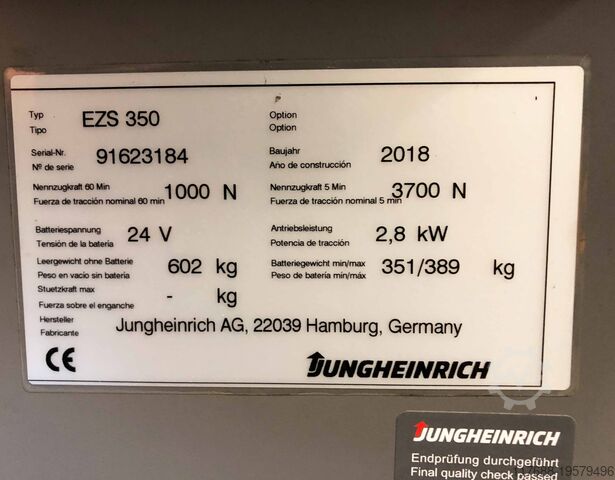 Typ
Tipo
EZS 350
Option
Option
Serial-Nr.
Nº de serie
91623184
Baujahr
Año de construcción
2018
Nennzugkraft 60 Min
Fuerza de tracción nominal 60 min
1000 N
Nennzugkraft 5 Min
Fuerza de tracción nominal 5 min
3700 N
Batteriespannung
Tensión de la batería
24 V
Antriebsleistung
Potencia de tracción
2,8 kW
Leergewicht ohne Batterie
Peso en vacío sin batería
602 kg
Batteriegewicht min/max
Peso de batería mín/máx
351/389 kg
Stuetzkraft max
Fuerza sobre el enganche
- kg
Hersteller
Fabricante
Jungheinrich AG, 22039 Hamburg, Germany
CE
JUNGHEINRICH
JUNGHEINRICH
Endprüfung durchgeführt
Final quality check passed